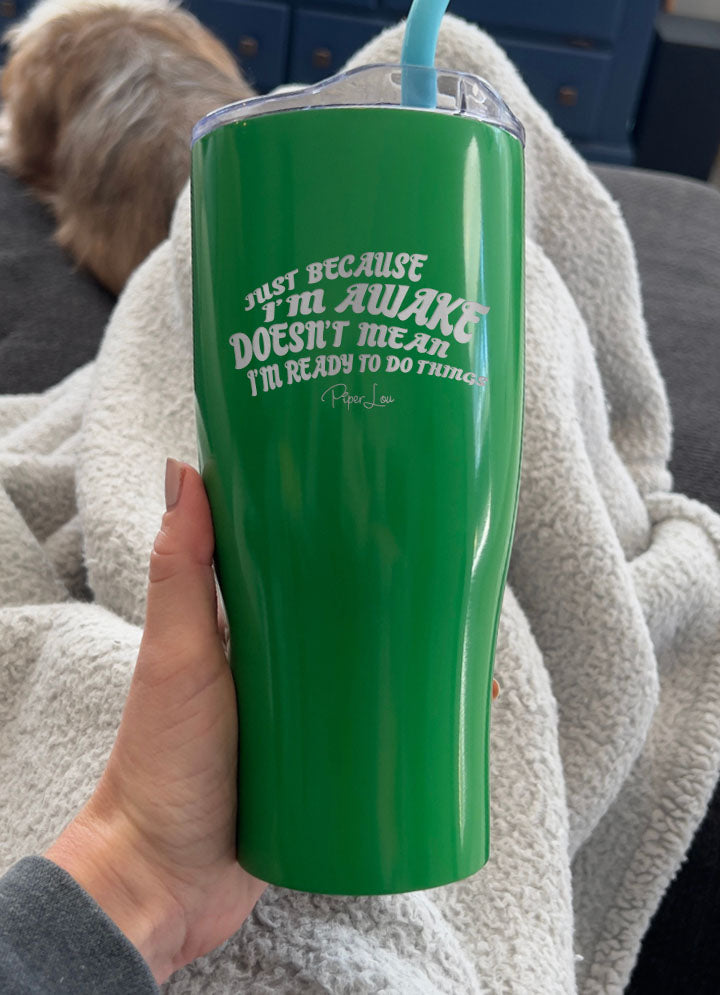 JUST BECAUSE
I'M AWAKE
DOESN'T MEAN
I'M READY TO DO THINGS
Piper Lou